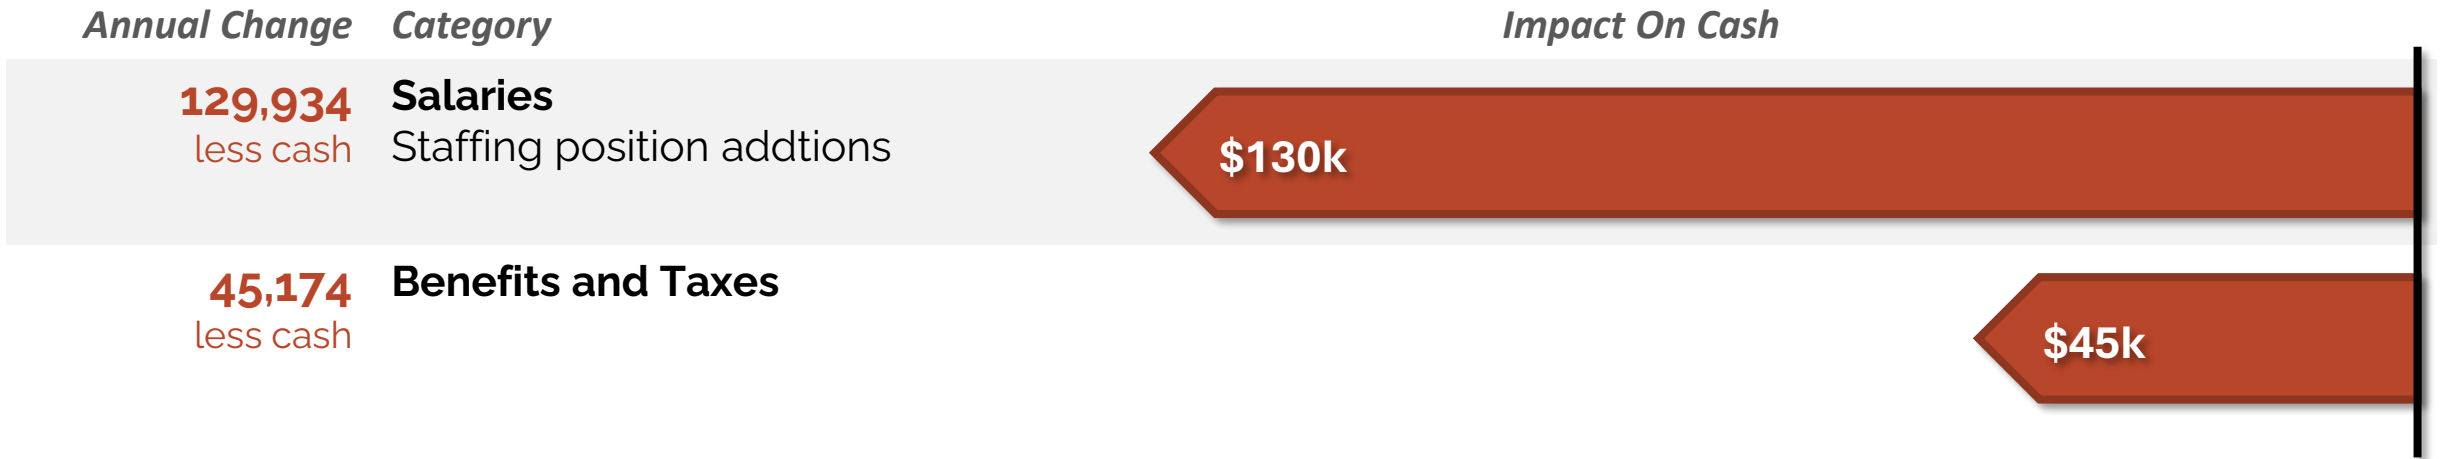 Annual Change Category Impact On Cash
129,934 Salaries
less cash Staffing position addtions
$130k
45,174 Benefits and Taxes
less cash
$45k